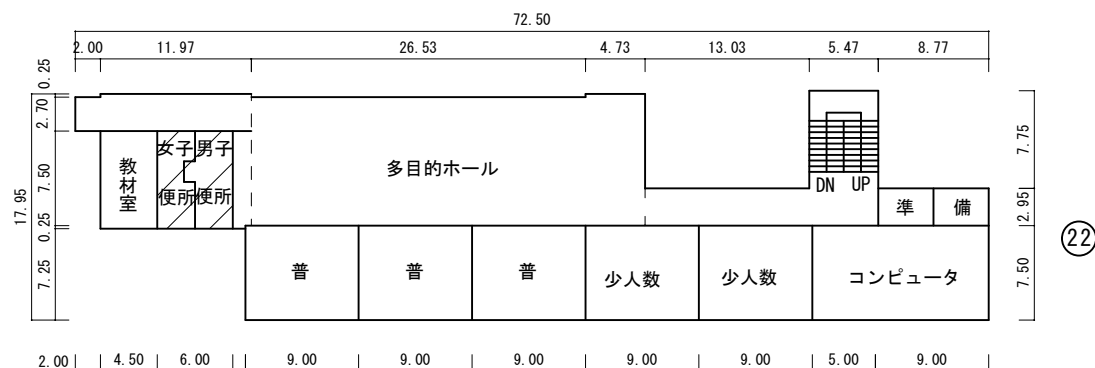 72.50
2.00 11.97 26.53 4.73 13.03 5.47 8.77
0.25
2.70
7.50
17.95
0.25
7.25
女子 男子
便所 便所
教材室
多目的ホール
DN UP
準 備
普 普 普 少人数 少人数 コンピュータ
7.75
2.95
7.50
22
2.00 4.50 6.00 9.00 9.00 9.00 9.00 9.00 5.00 9.00